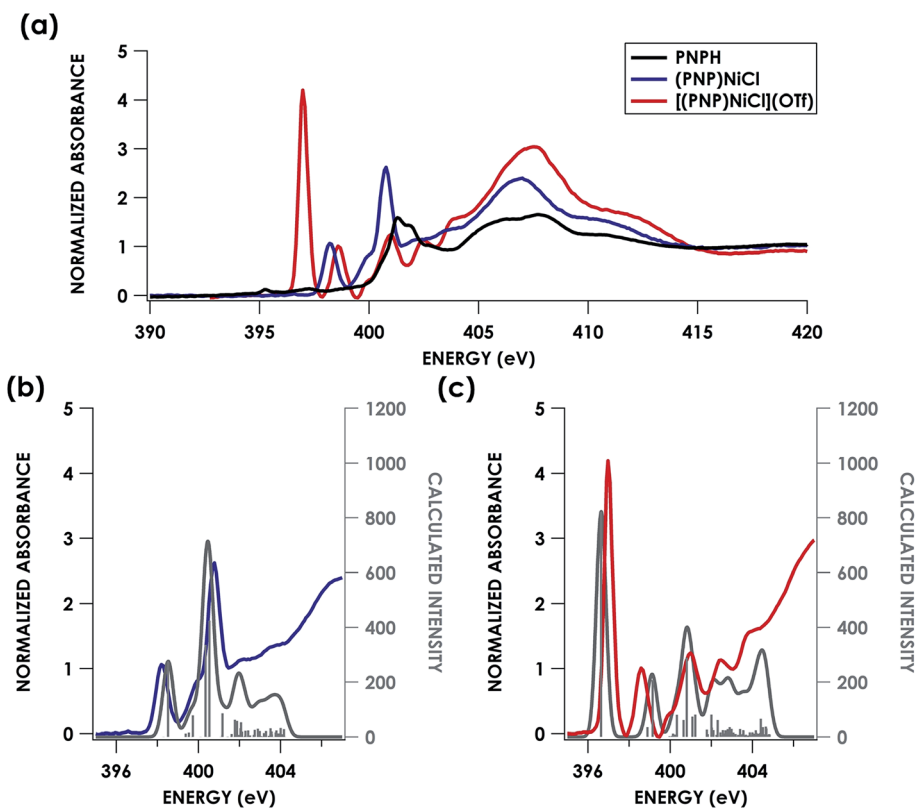 (a)
NORMALIZED ABSORBANCE
5
4
3
2
1
0
PNPH
(PNP)NiCl
[(PNP)NiCl](OTf)
390 395 400 405 410 415 420
ENERGY (eV)
(b)
NORMALIZED ABSORBANCE
5
4
3
2
1
0
1200
1000
800
600
400
200
0
CALCULATED INTENSITY
396 400 404
ENERGY (eV)
(c)
NORMALIZED ABSORBANCE
5
4
3
2
1
0
1200
1000
800
600
400
200
0
CALCULATED INTENSITY
396 400 404
ENERGY (eV)